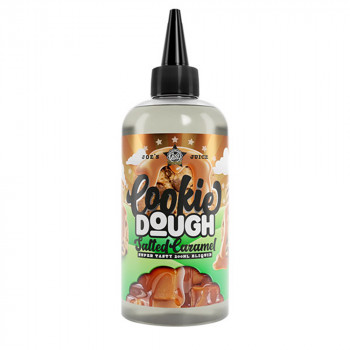 JOE'S JUICE
Cookie
DOUGH
Salted Caramel
SUPER TASTY 200ML ELIQUID